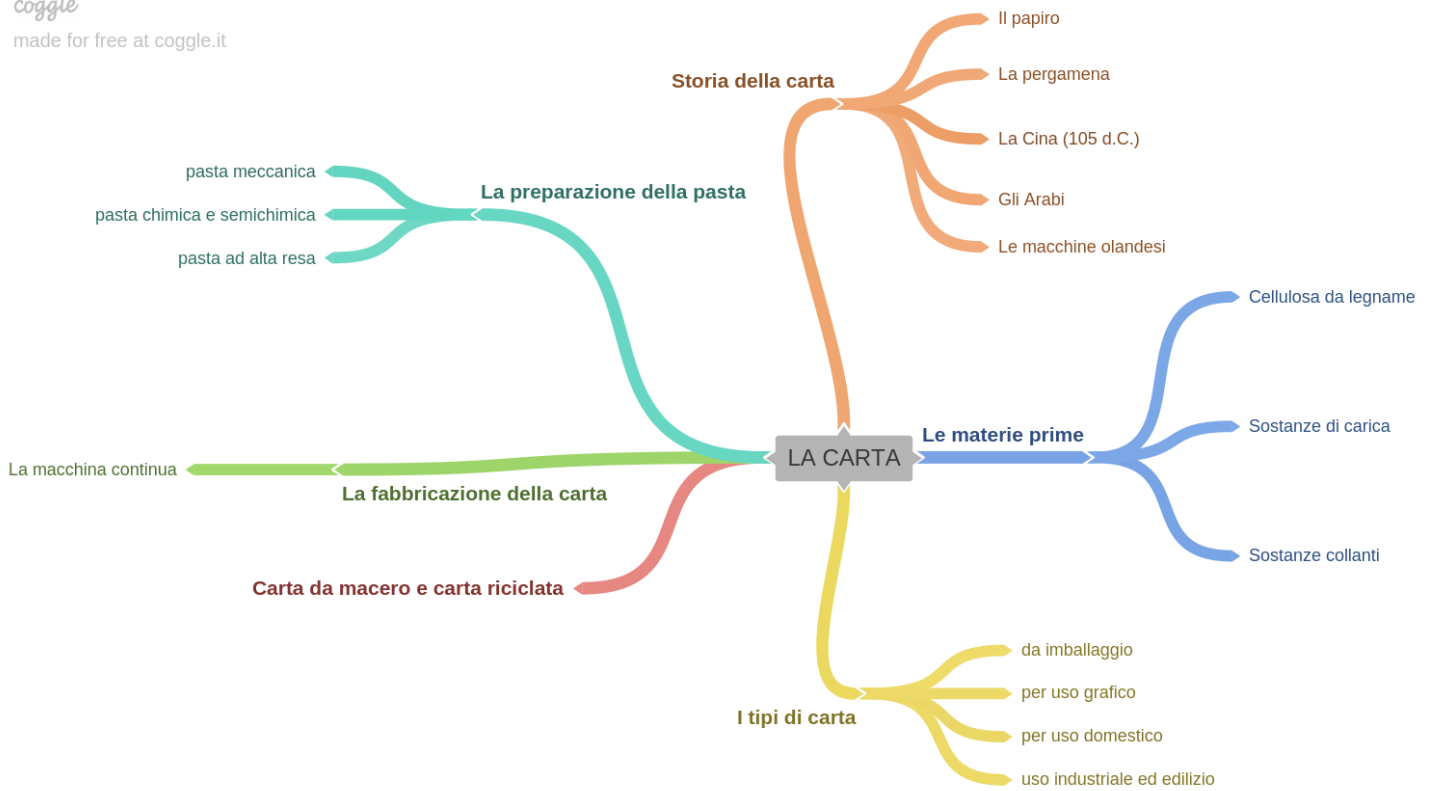 coggle
made for free at coggle.it
LA CARTA
Storia della carta
Il papiro
La pergamena
La Cina (105 d.C.)
Gli Arabi
Le macchine olandesi
Le materie prime
Cellulosa da legname
Sostanze di carica
Sostanze collanti
I tipi di carta
da imballaggio
per uso grafico
per uso domestico
uso industriale ed edilizio
La preparazione della pasta
pasta meccanica
pasta chimica e semichimica
pasta ad alta resa
La fabbricazione della carta
La macchina continua
Carta da macero e carta riciclata